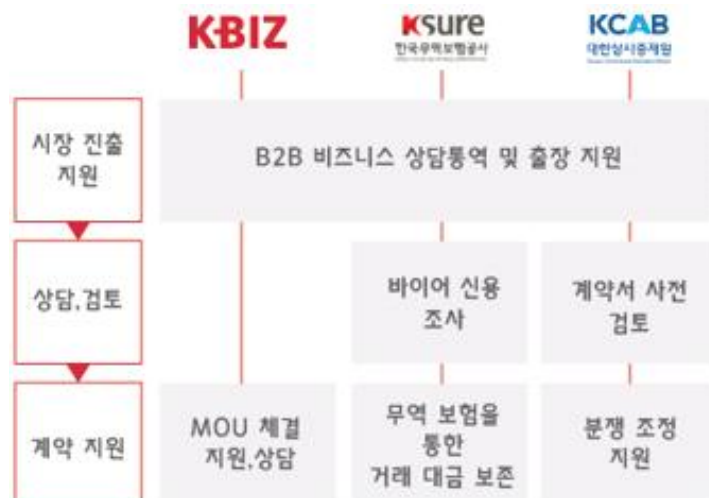 K-BIZ
Ksure
한국무역보험공사
KCAB
대한상사중재원
시장 진출
지원
B2B 비즈니스 상담통역 및 출장 지원
상담,검토
바이어 신용
조사
계약서 사전
검토
계약 지원
MOU 체결
지원,상담
무역 보험을
통한
거래 대금 보존
분쟁 조정
지원